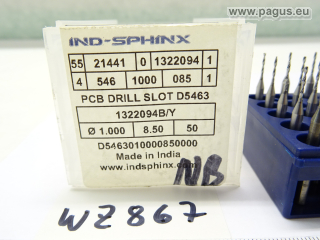 www.pagus.eu
IND-SPHINX
55 21441 0 1322094 1
4 546 1000 085 1
PCB DRILL SLOT D5463
1322094B/Y
Ø 1.000 8.50 50
D5463010000850000
Made in India
www.indsphinx.com
NB
WZ867